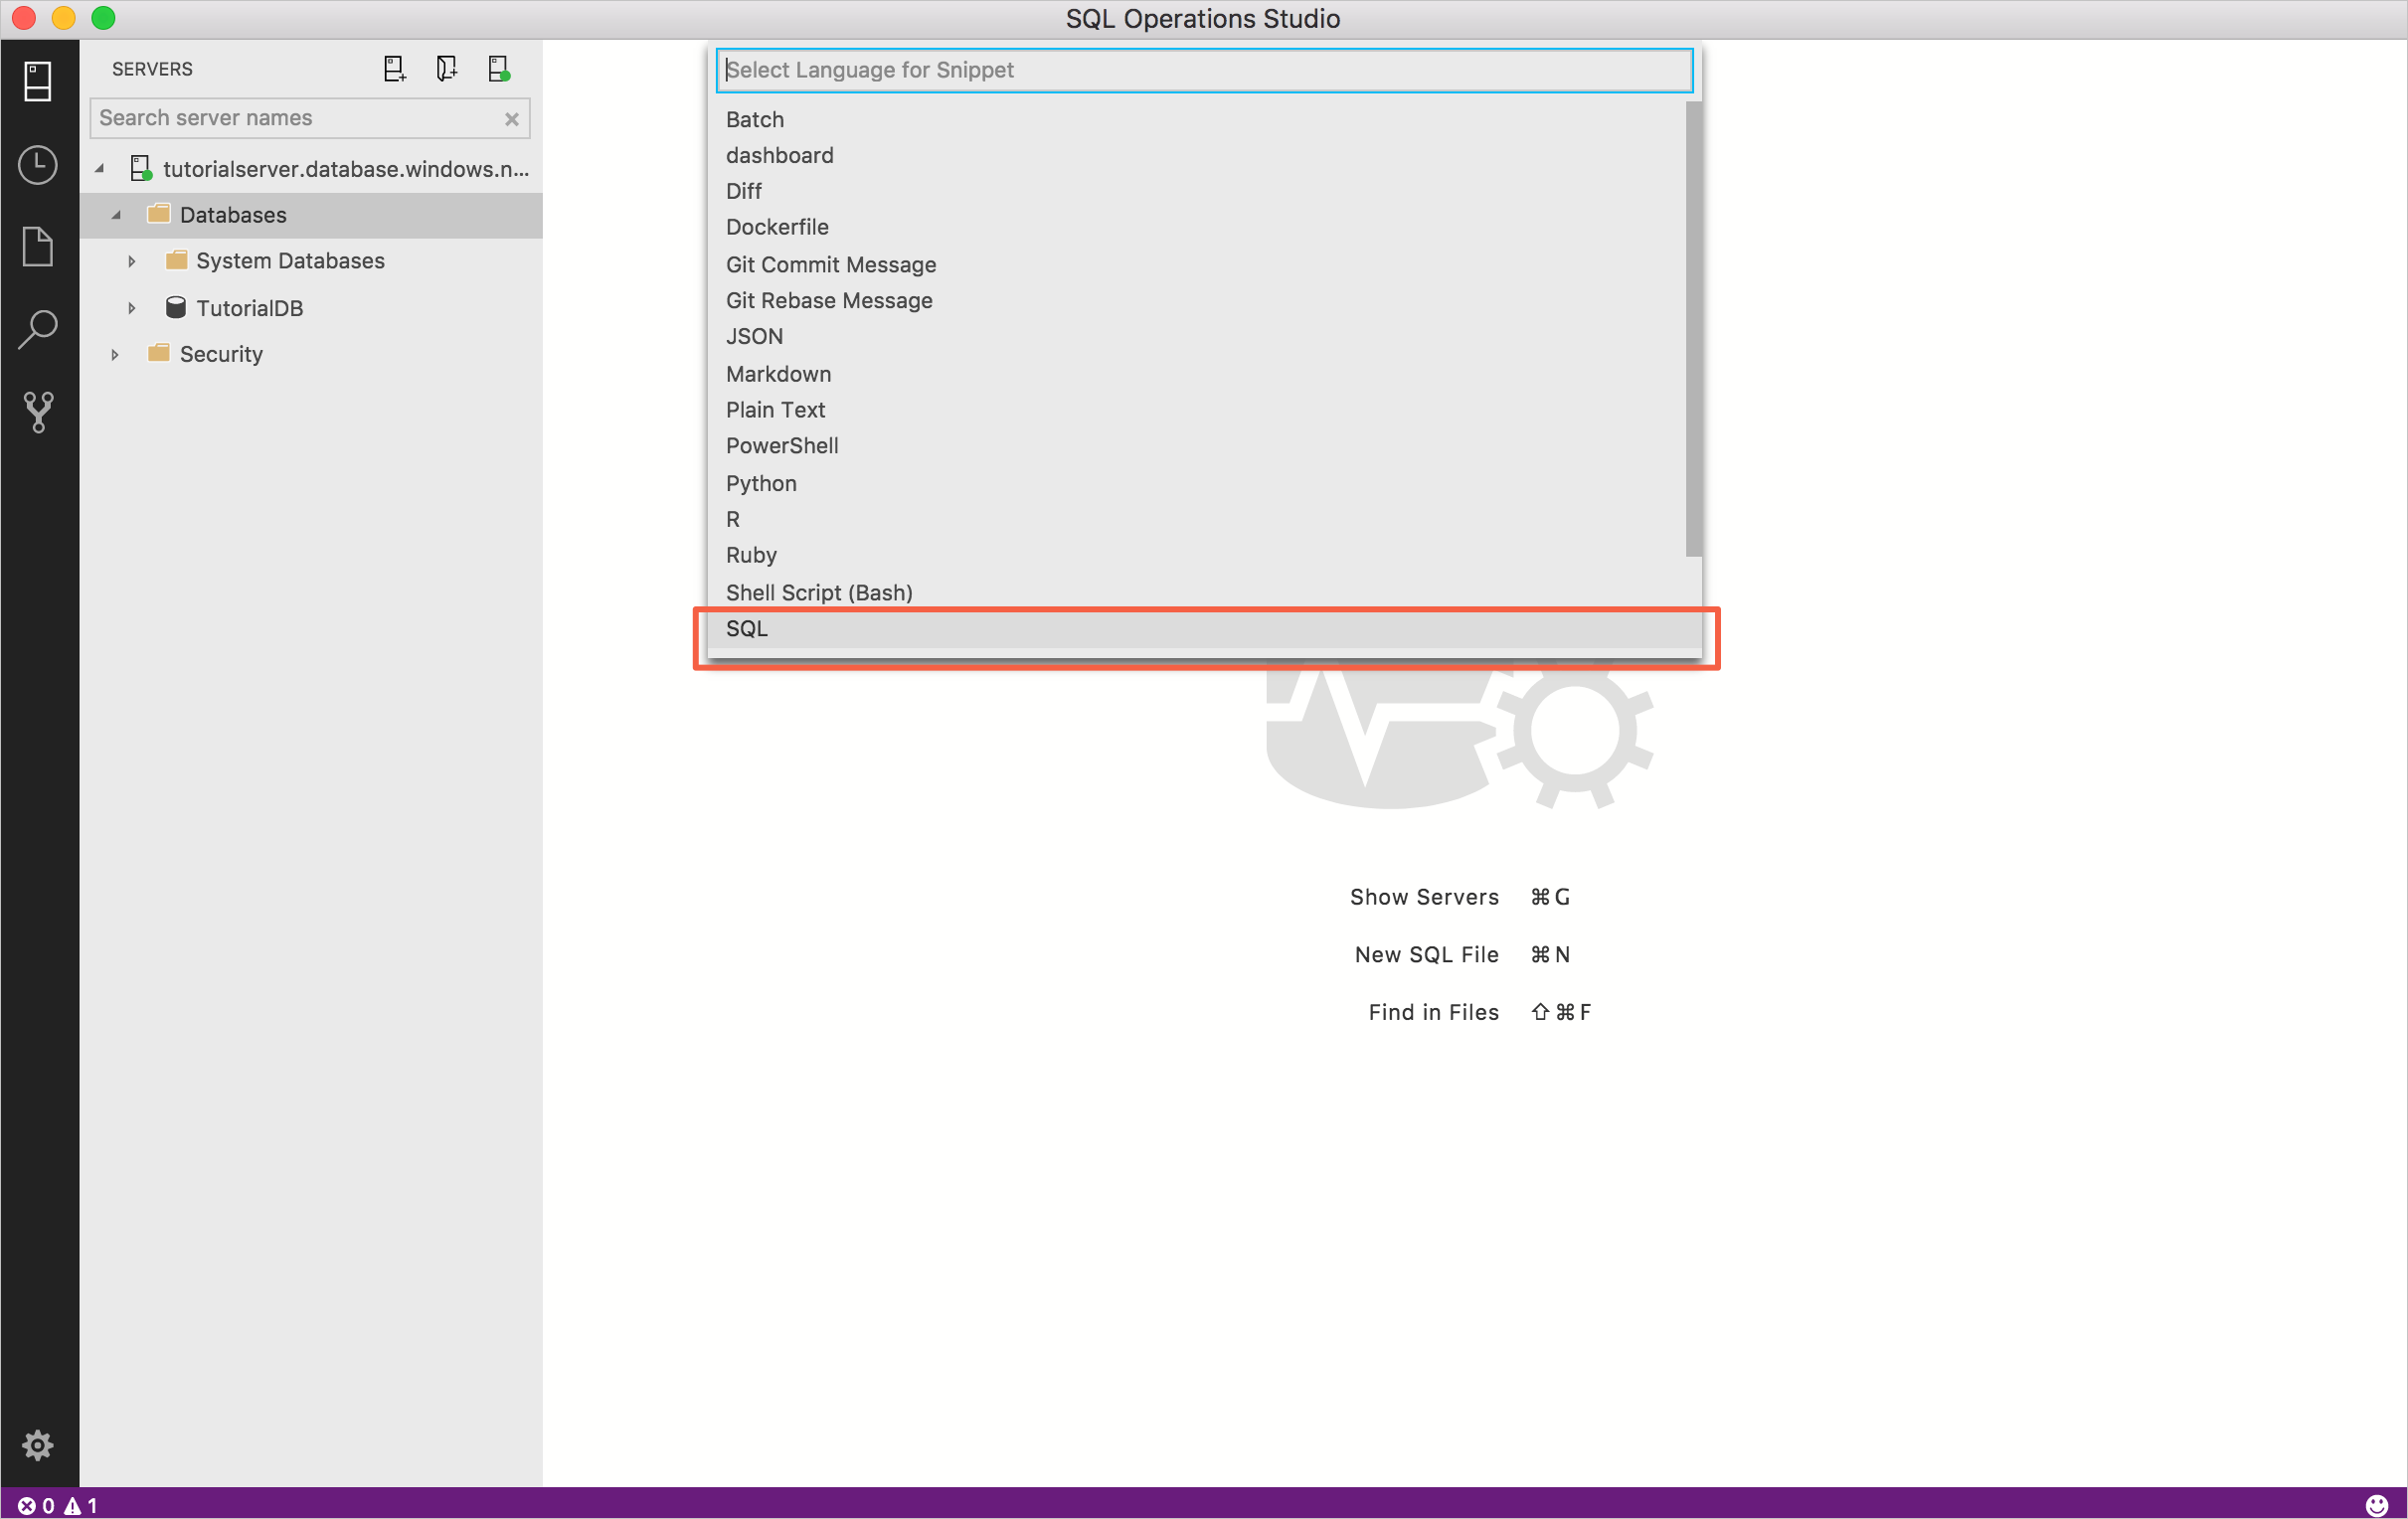 SQL Operations Studio
SERVERS
Search server names
tutorialserver.database.windows.n...
Databases
System Databases
TutorialDB
Security
Select Language for Snippet
Batch
dashboard
Diff
Dockerfile
Git Commit Message
Git Rebase Message
JSON
Markdown
Plain Text
PowerShell
Python
R
Ruby
Shell Script (Bash)
SQL
Show Servers ⌘G
New SQL File ⌘N
Find in Files ⇧⌘F
0 1